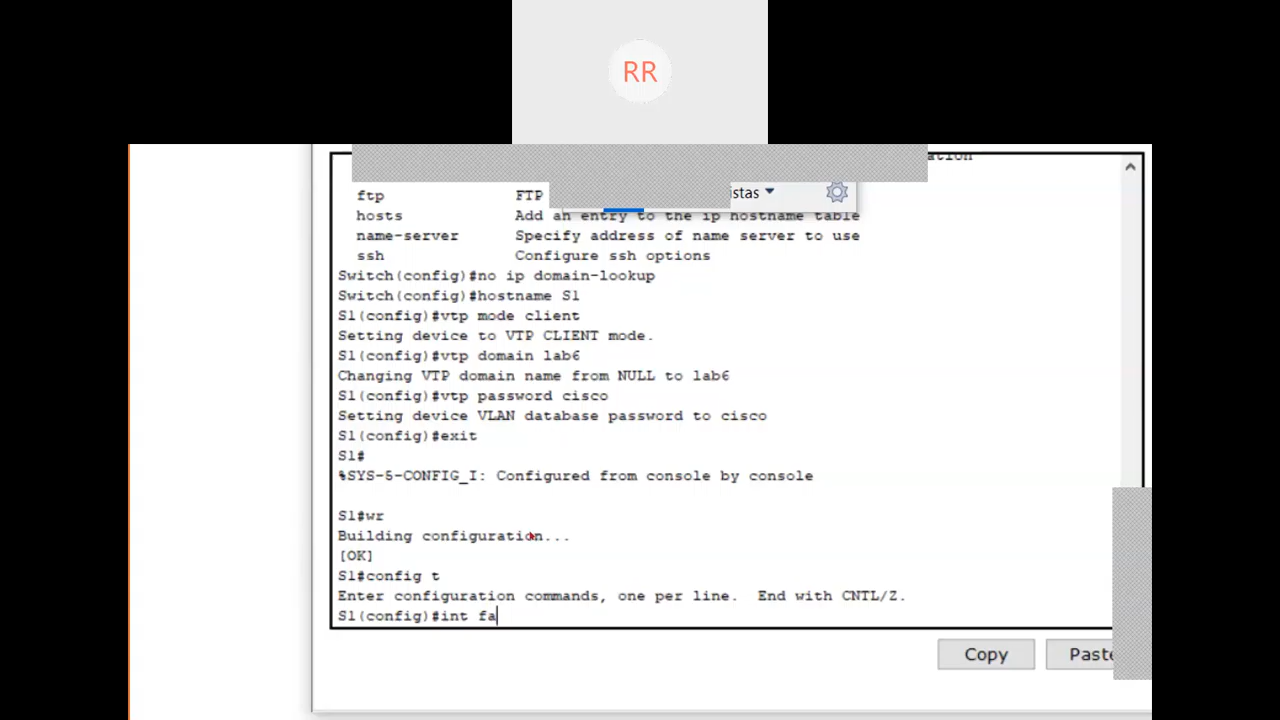 RR
ation
istas
ftp FTP
hosts Add an entry to the ip hostname table
name-server Specify address of name server to use
ssh Configure ssh options
Switch(config)#no ip domain-lookup
Switch(config)#hostname S1
S1(config)#vtp mode client
Setting device to VTP CLIENT mode.
S1(config)#vtp domain lab6
Changing VTP domain name from NULL to lab6
S1(config)#vtp password cisco
Setting device VLAN database password to cisco
S1(config)#exit
S1#
%SYS-5-CONFIG_I: Configured from console by console
S1#wr
Building configuration...
[OK]
S1#config t
Enter configuration commands, one per line. End with CNTL/Z.
S1(config)#int fa
Copy Paste